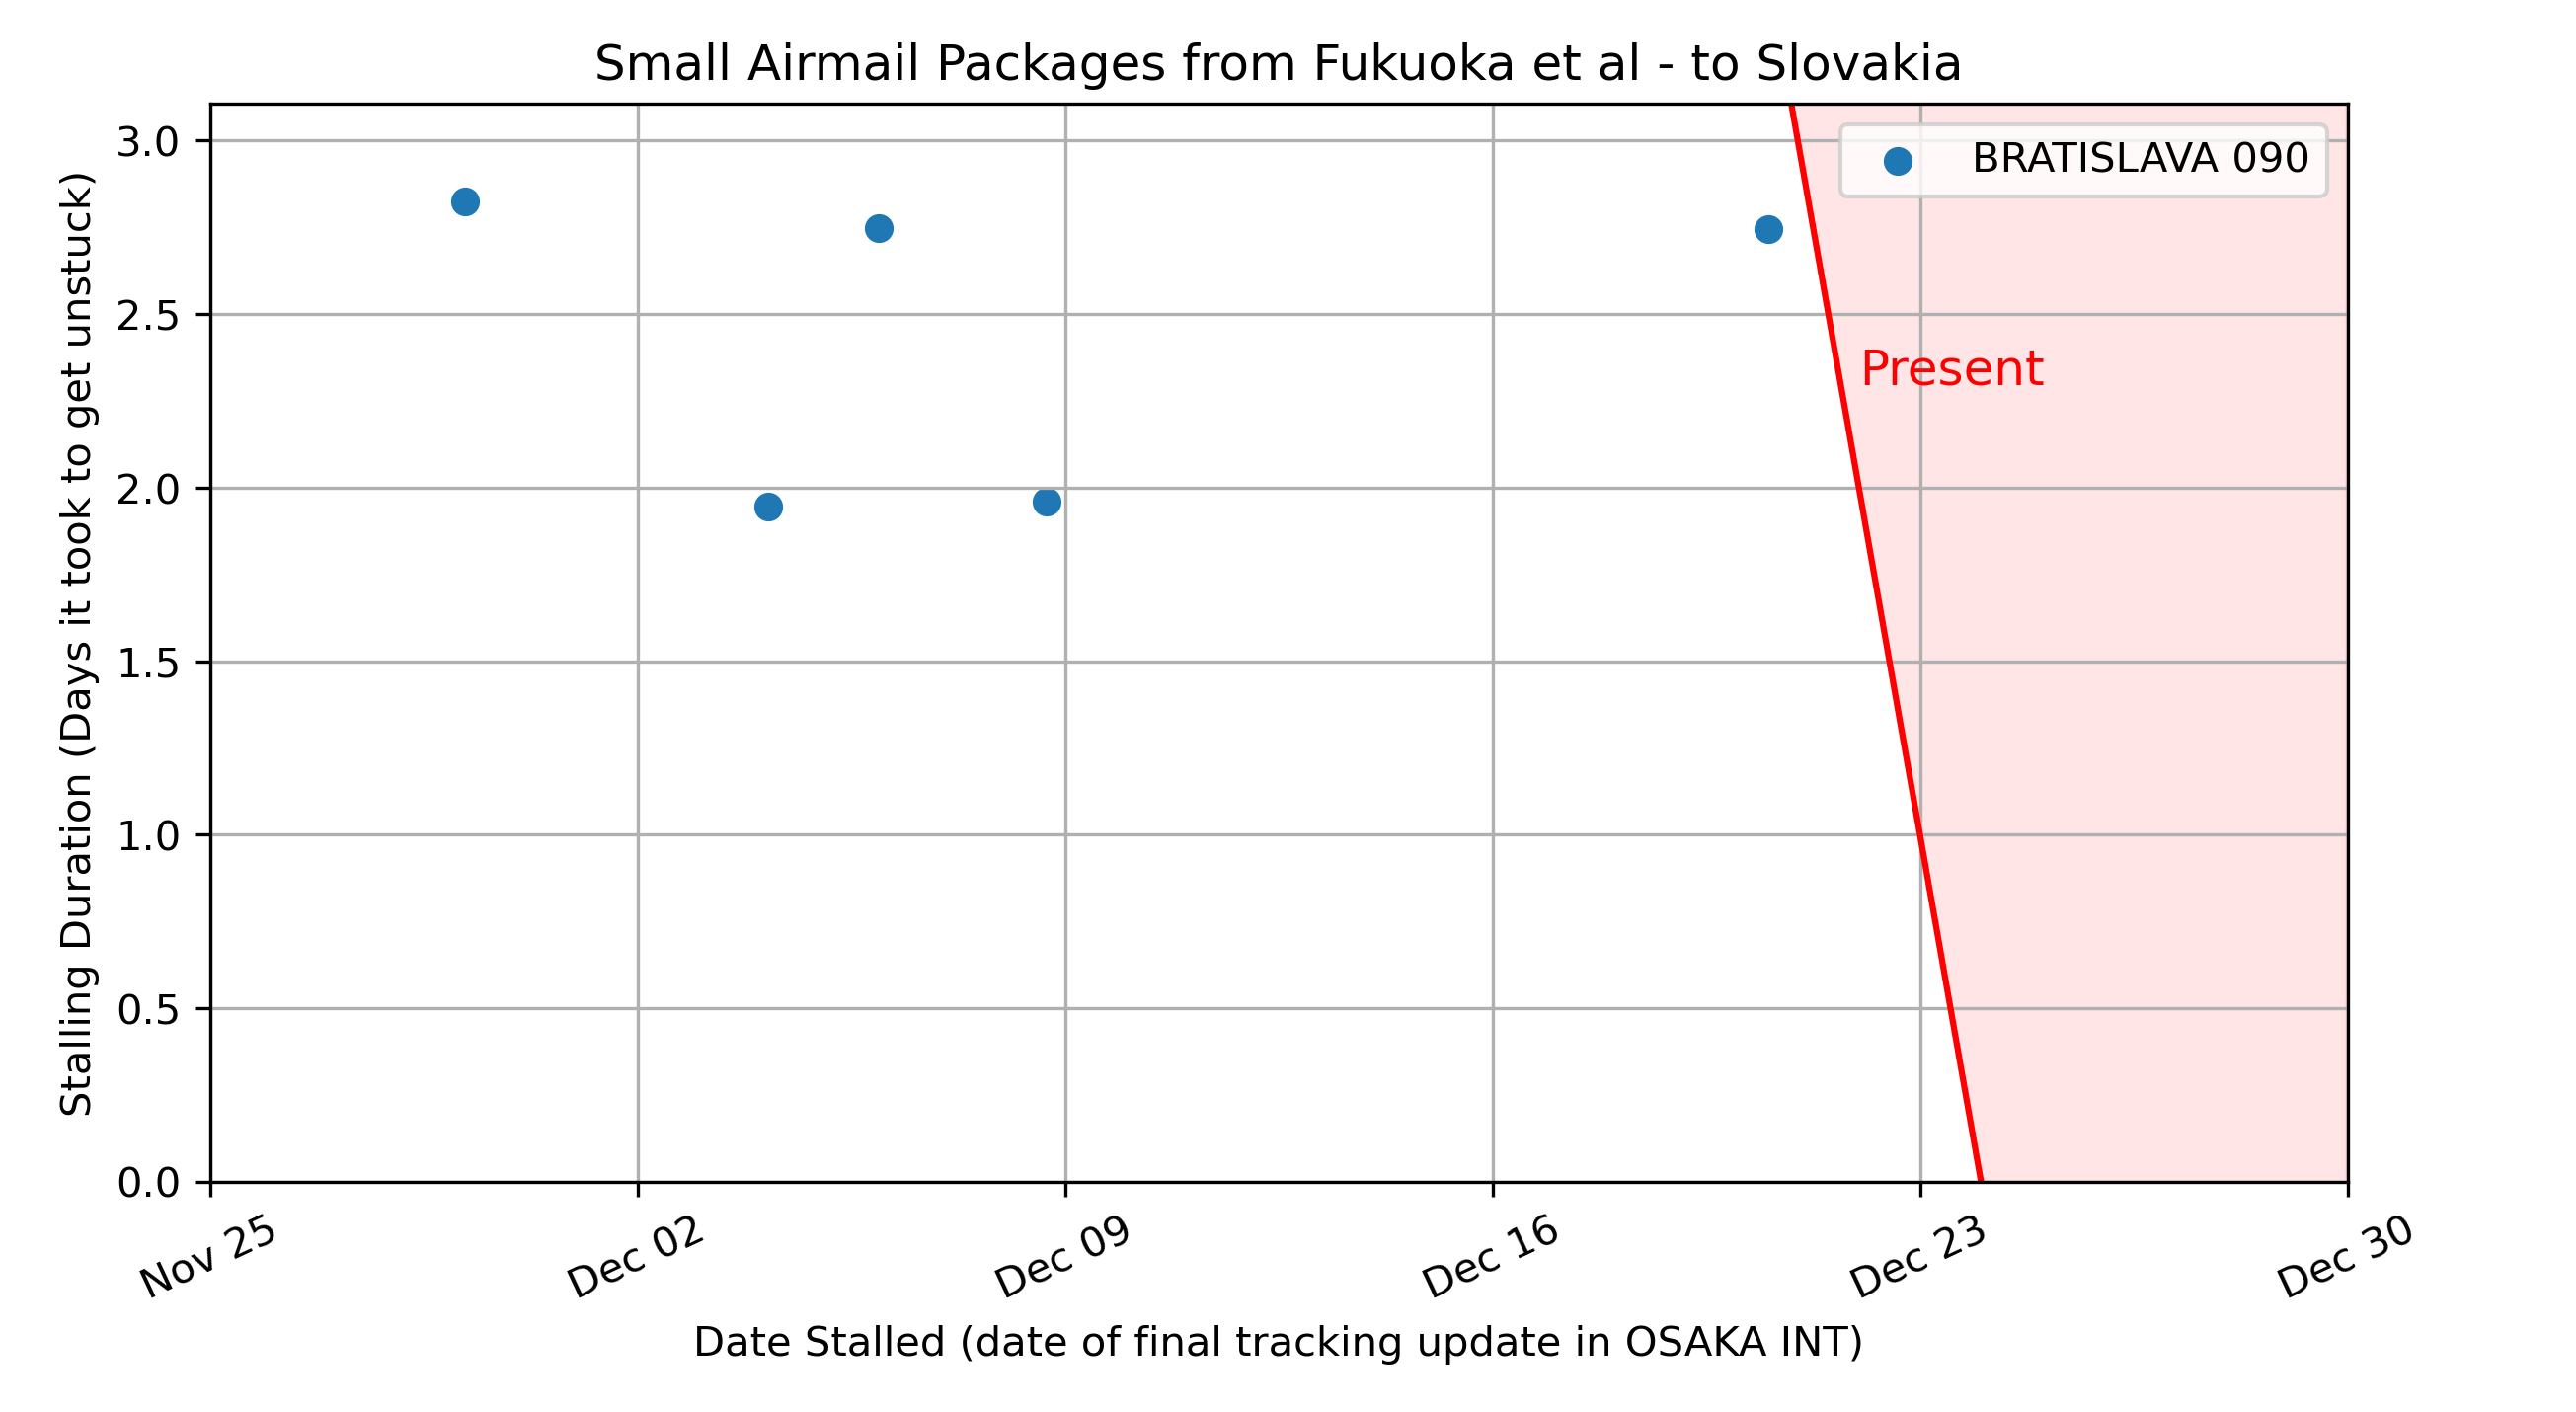 Small Airmail Packages from Fukuoka et al - to Slovakia
BRATISLAVA 090
Present
Stalling Duration (Days it took to get unstuck)
3.0
2.5
2.0
1.5
1.0
0.5
0.0
Nov 25
Dec 02
Dec 09
Dec 16
Dec 23
Dec 30
Date Stalled (date of final tracking update in OSAKA INT)